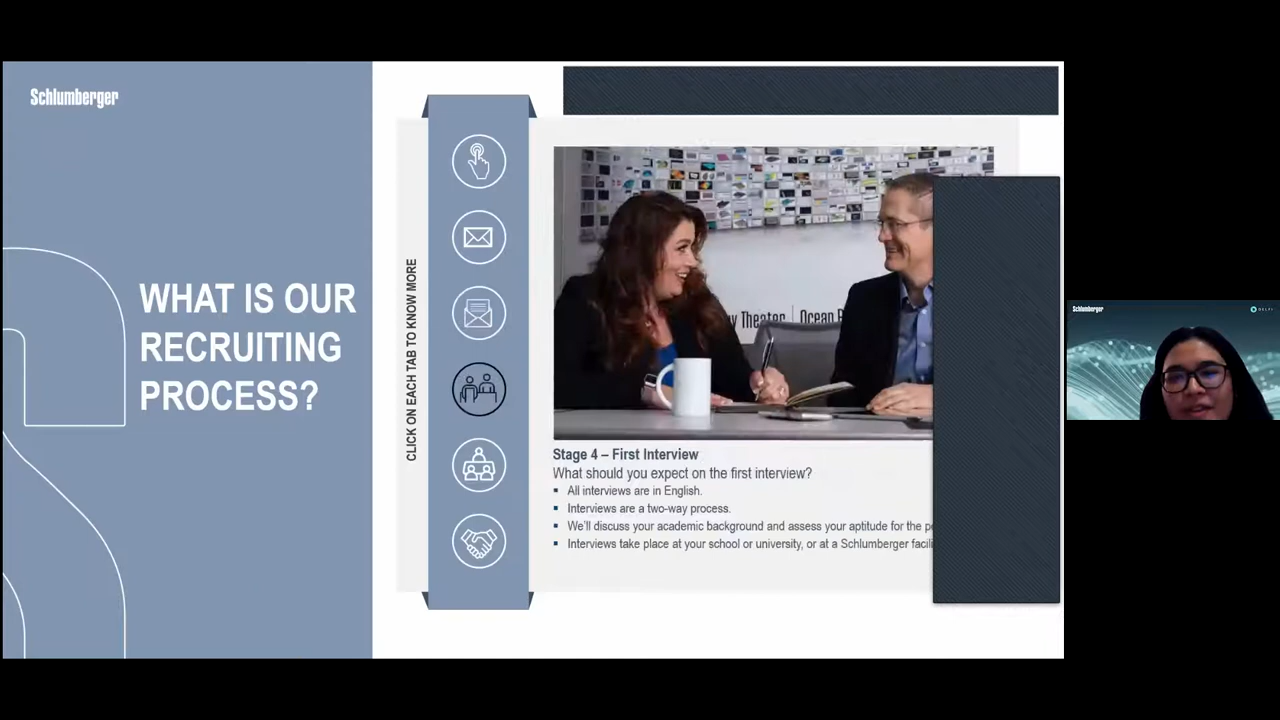 Schlumberger
WHAT IS OUR
RECRUITING
PROCESS?
CLICK ON EACH TAB TO KNOW MORE
Theater | Ocean
Stage 4 – First Interview
What should you expect on the first interview?
▪ All interviews are in English.
▪ Interviews are a two-way process.
▪ We'll discuss your academic background and assess your aptitude for the
▪ Interviews take place at your school or university, or at a Schlumberger
Schlumberger
DELFI